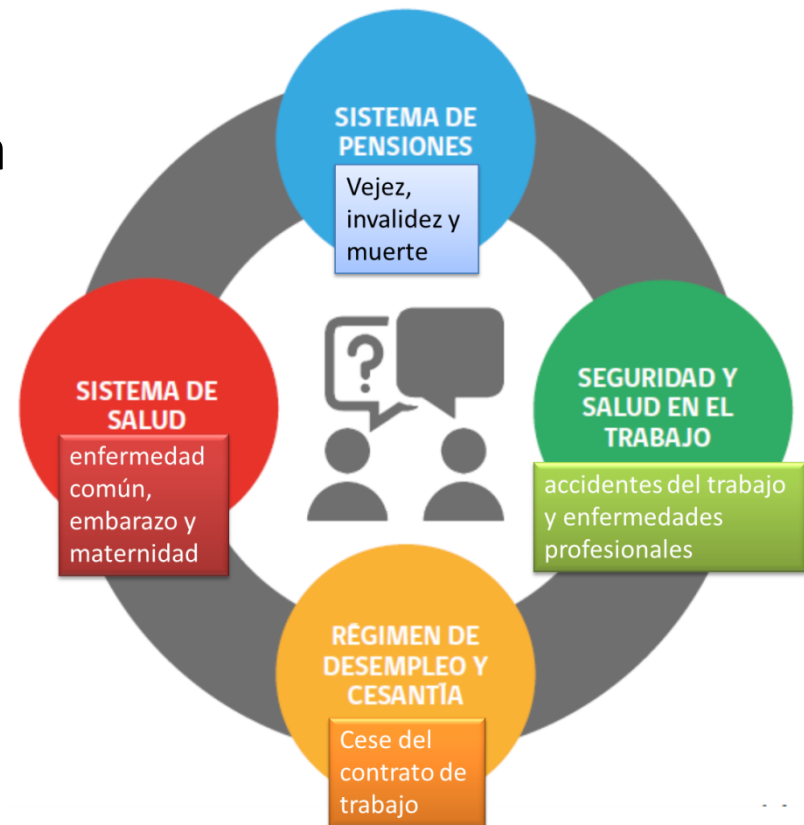 SISTEMA DE
PENSIONES
Vejez,
invalidez y
muerte
?
SISTEMA DE
SALUD
enfermedad
común,
embarazo y
maternidad
SEGURIDAD Y
SALUD EN EL
TRABAJO
accidentes del trabajo
y enfermedades
profesionales
RÉGIMEN DE
DESEMPLEO Y
CESANTÍA
Cese del
contrato de
trabajo